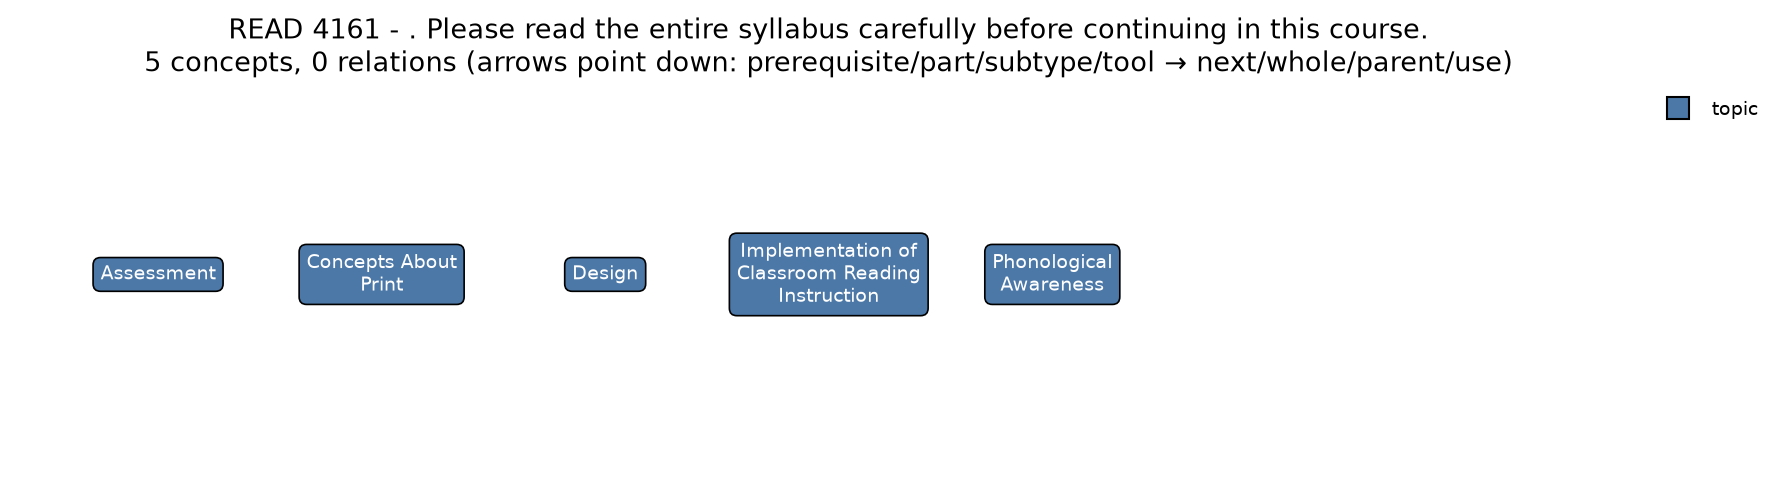 READ 4161 - . Please read the entire syllabus carefully before continuing in this course.
5 concepts, 0 relations (arrows point down: prerequisite/part/subtype/tool → next/whole/parent/use)
topic
Assessment
Concepts About
Print
Design
Implementation of
Classroom Reading
Instruction
Phonological
Awareness